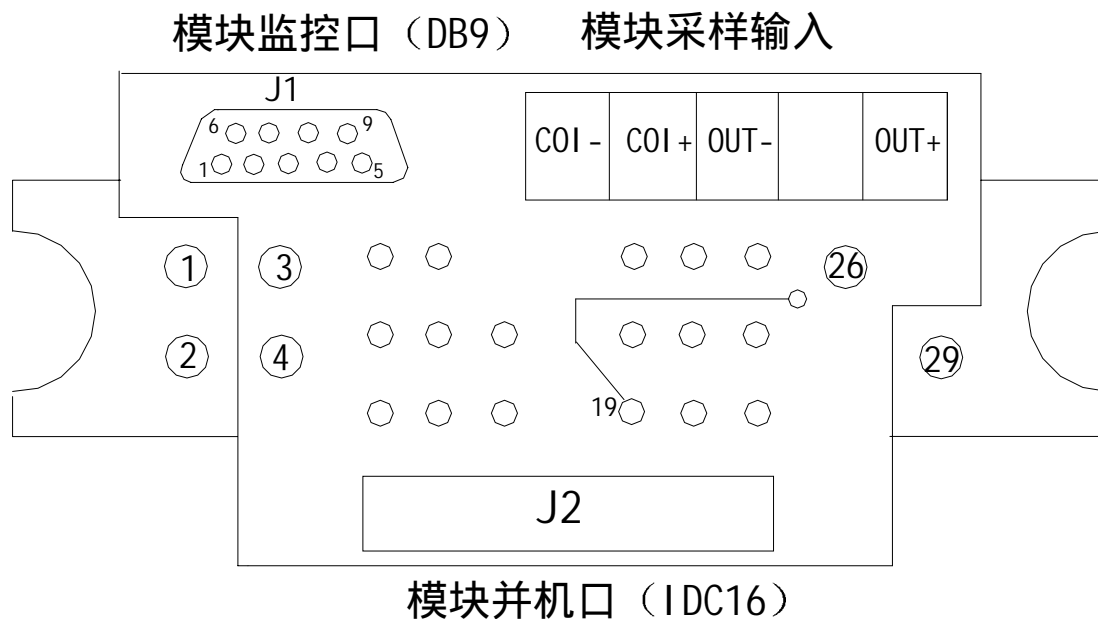 模块监控口（DB9） 模块采样输入
J1
6 9
1 5
COI- COI+ OUT- OUT+
1 3 26
2 4 29
19
J2
模块并机口（IDC16）